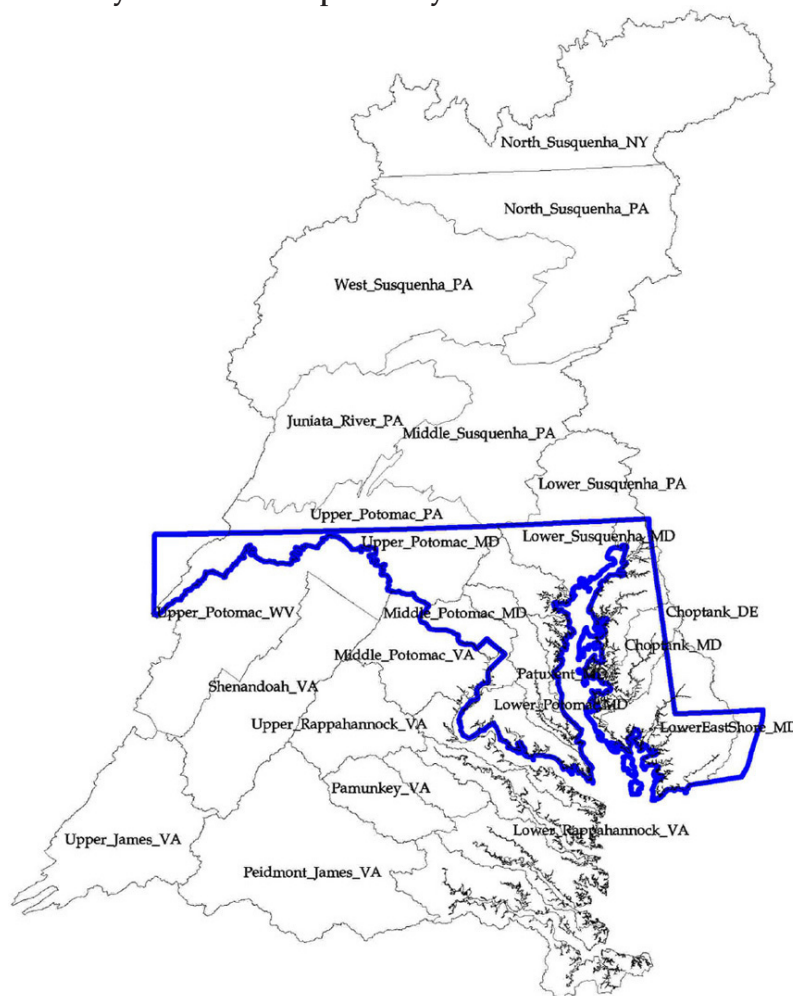 North_Susquenha_NY
North_Susquenha_PA
West_Susquenha_PA
Juniata_River_PA
Middle_Susquenha_PA
Lower_Susquenha_PA
Upper_Potomac_PA
Lower_Susquenha_MD
Upper_Potomac_MD
Upper_Potomac_WV
Middle_Potomac_MD
Choptank_DE
Choptank_MD
Middle_Potomac_VA
Patuxent_MD
Shenandoah_VA
Lower_Potomac_MD
Upper_Rappahannock_VA
LowerEastShore_MD
Pamunkey_VA
Lower_Rappahannock_VA
Upper_James_VA
Peidmont_James_VA